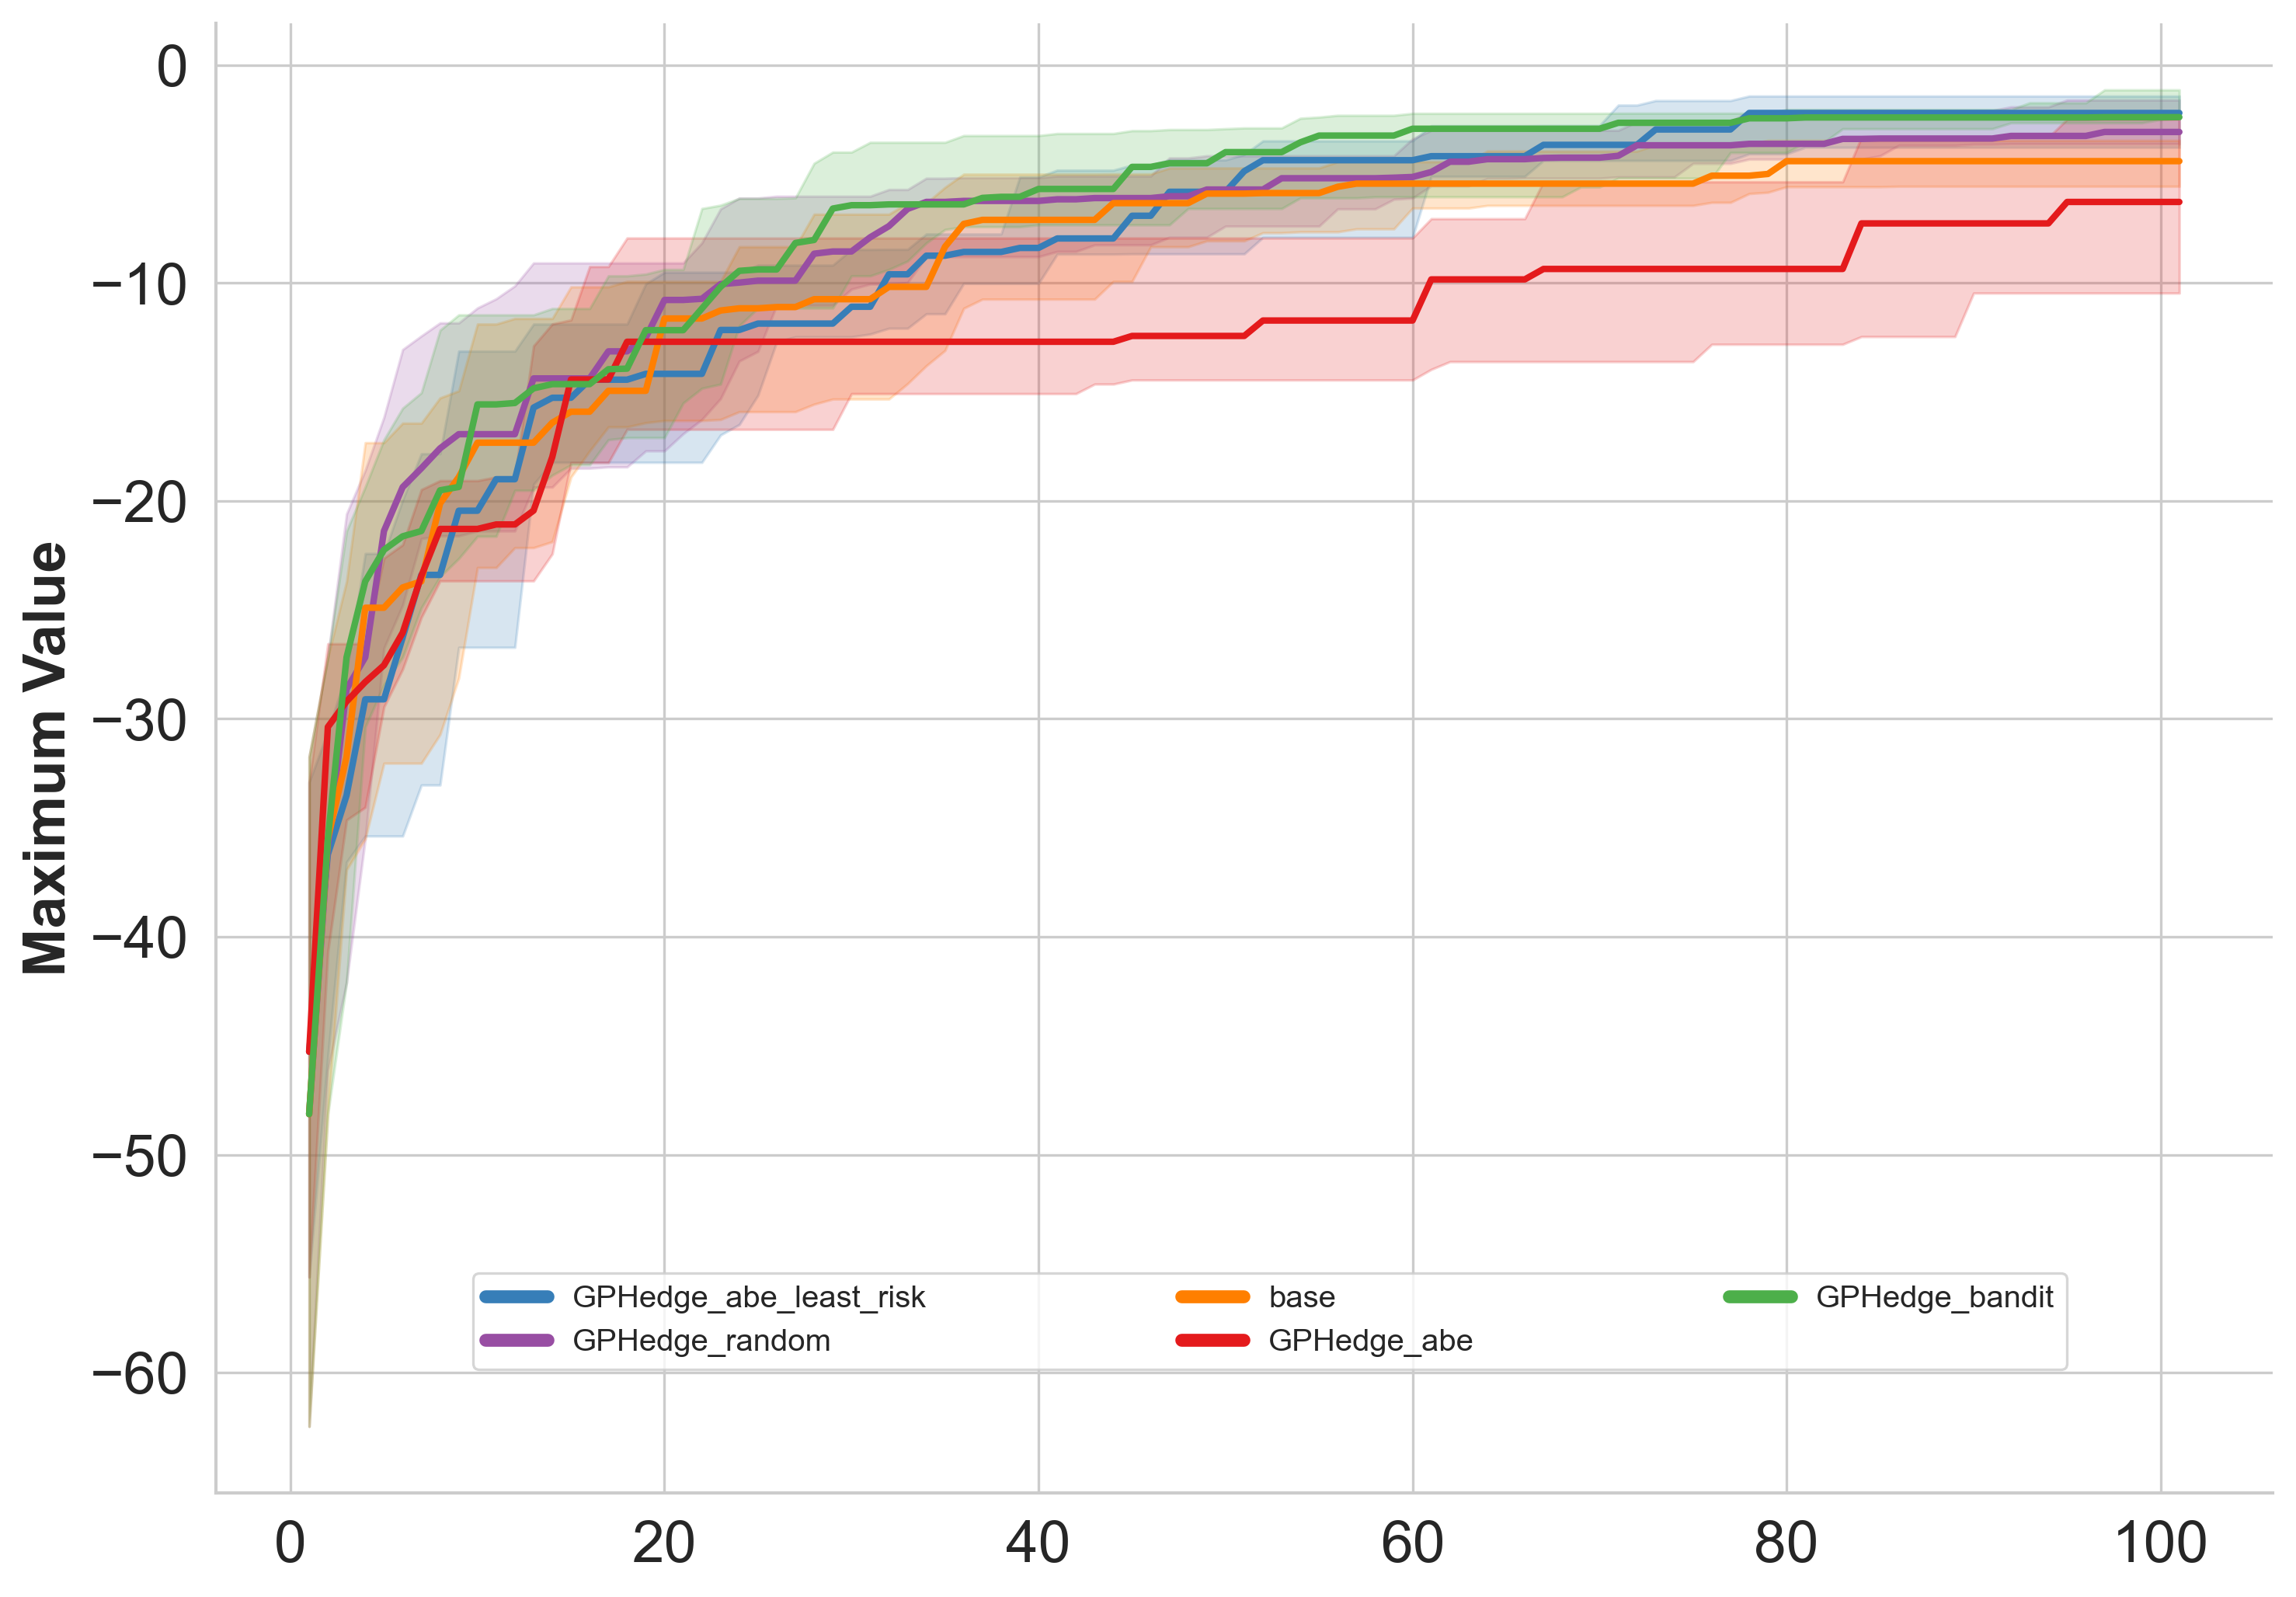 Maximum Value
0
−10
−20
−30
−40
−50
−60
GPHedge_abe_least_risk
base
GPHedge_bandit
GPHedge_random
GPHedge_abe
0 20 40 60 80 100